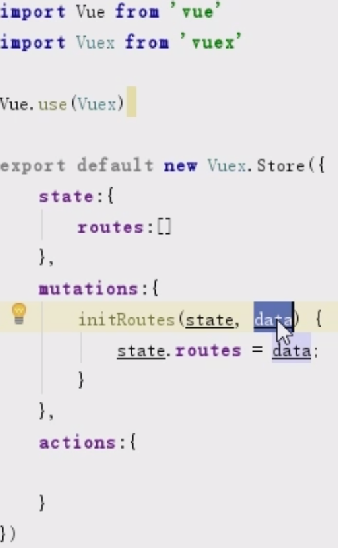 import Vue from 'vue'
import Vuex from 'vuex'
Vue.use(Vuex)
export default new Vuex.Store({
state:{
routes:[]
},
mutations:{
initRoutes(state, data) {
state.routes = data;
}
},
actions:{
}
})